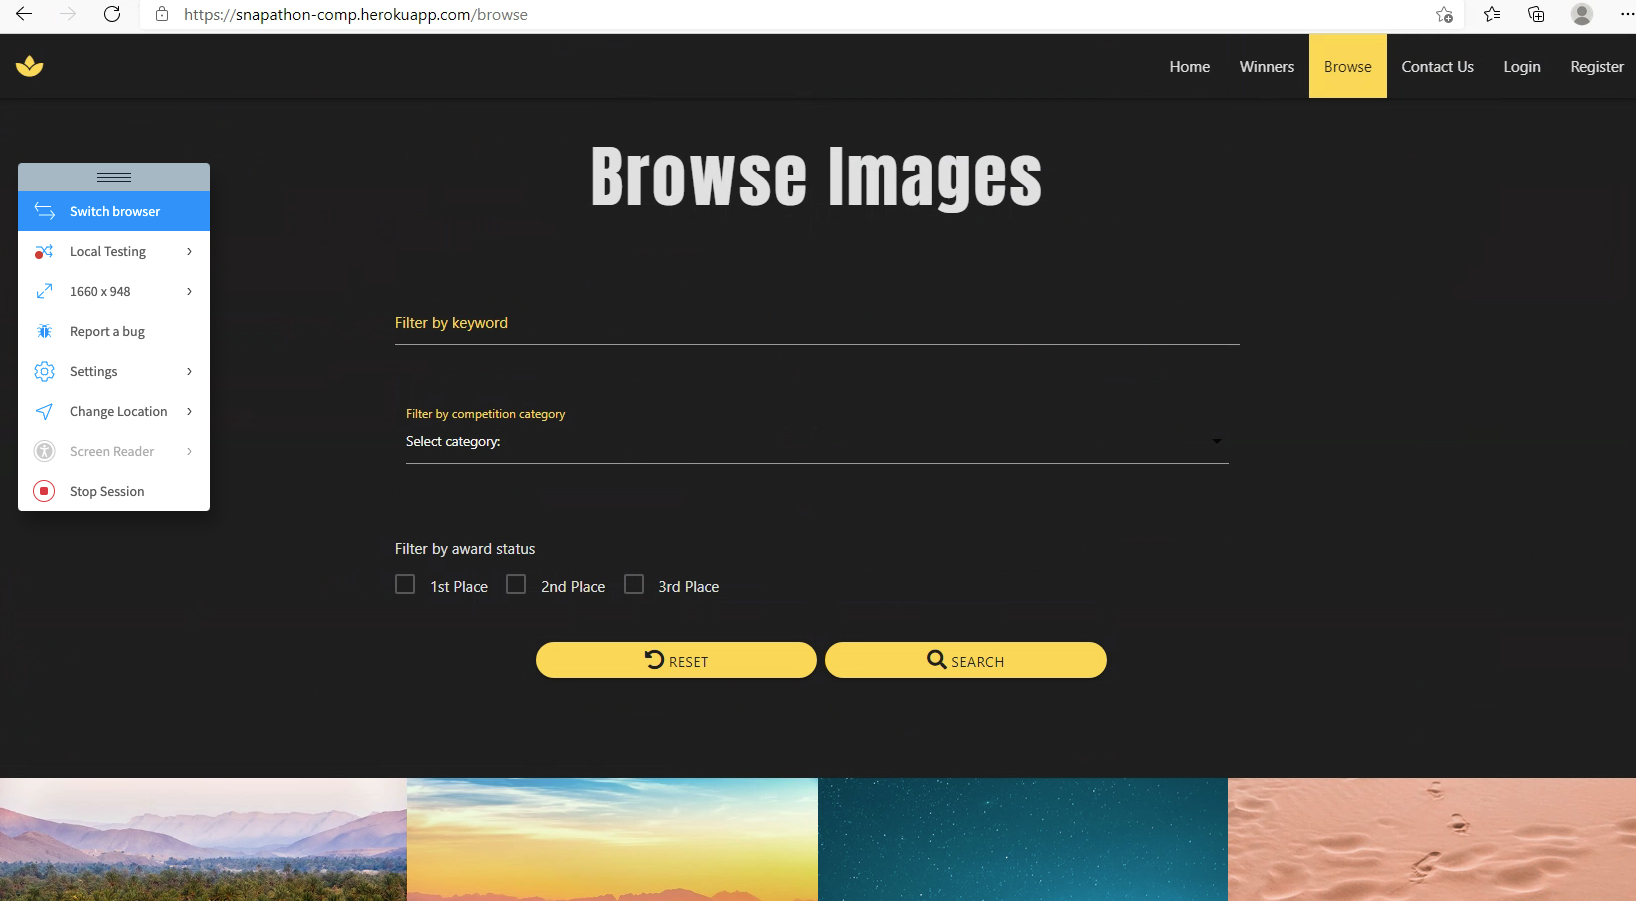 https://snapathon-comp.herokuapp.com/browse
Home Winners Browse Contact Us Login Register
Browse Images
Switch browser
Local Testing
1660 x 948
Report a bug
Settings
Change Location
Screen Reader
Stop Session
Filter by keyword
Filter by competition category
Select category:
Filter by award status
1st Place 2nd Place 3rd Place
RESET SEARCH